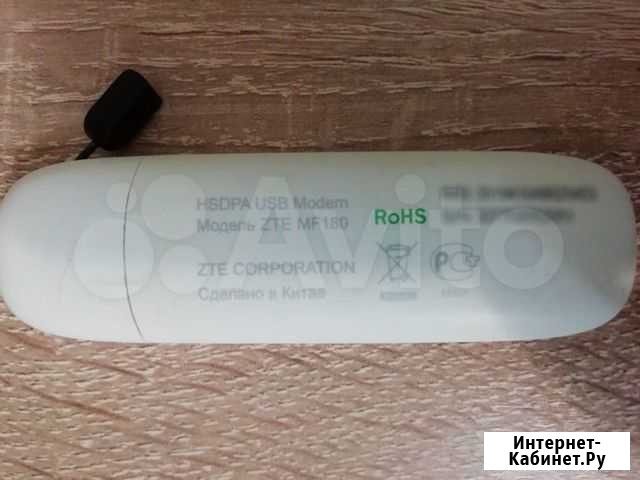 HSDPA USB Modem
Модель ZTE MF180
RoHS
ZTE CORPORATION
Сделано в Китае
Avito
Интернет-
Кабинет.Ру